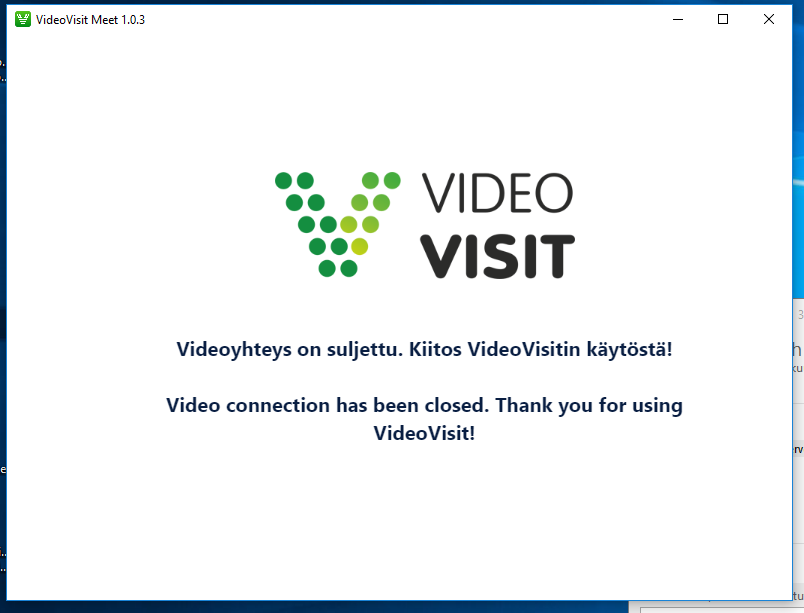 VideoVisit Meet 1.0.3
VIDEO
VISIT
Videoyhteys on suljettu. Kiitos VideoVisitin käytöstä!
Video connection has been closed. Thank you for using
VideoVisit!